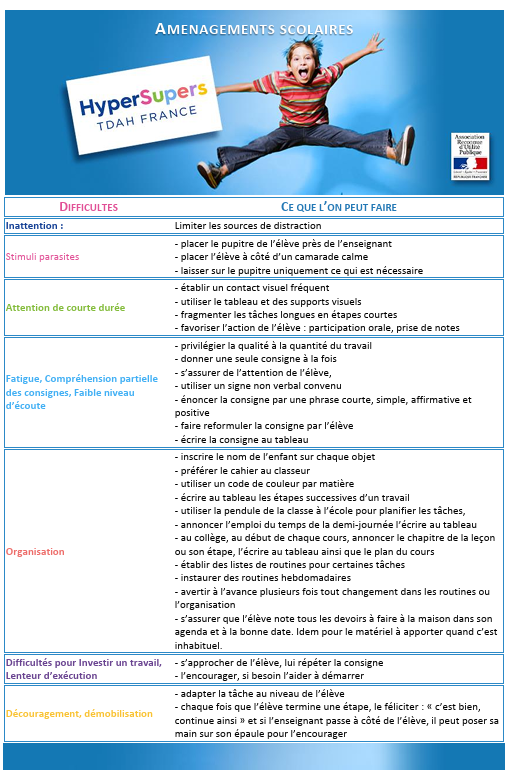 AMENAGEMENTS SCOLAIRES
HyperSupers
TDAH FRANCE
Association
Reconnue
d'Utilité
Publique
DIFFICULTES
CE QUE L'ON PEUT FAIRE
Inattention :
Limiter les sources de distraction
Stimuli parasites
- placer le pupitre de l'élève près de l'enseignant
- placer l'élève à côté d'un camarade calme
- laisser sur le pupitre uniquement ce qui est nécessaire
Attention de courte durée
- établir un contact visuel fréquent
- utiliser le tableau et des supports visuels
- fragmenter les tâches longues en étapes courtes
- favoriser l'action de l'élève : participation orale, prise de notes
Fatigue, Compréhension partielle
des consignes, Faible niveau
d'écoute
- privilégier la qualité à la quantité du travail
- donner une seule consigne à la fois
- s'assurer de l'attention de l'élève,
- utiliser un signe non verbal convenu
- énoncer la consigne par une phrase courte, simple, affirmative et
positive
- faire reformuler la consigne par l'élève
- écrire la consigne au tableau
Organisation
- inscrire le nom de l'enfant sur chaque objet
- préférer le cahier au classeur
- utiliser un code de couleur par matière
- écrire au tableau les étapes successives d'un travail
- utiliser la pendule de la classe à l'école pour planifier les tâches,
- annoncer l'emploi du temps de la demi-journée l'écrire au tableau
- au collège, au début de chaque cours, annoncer le chapitre de la leçon
ou son étape, l'écrire au tableau ainsi que le plan du cours
- établir des listes de routines pour certaines tâches
- instaurer des routines hebdomadaires
- avertir à l'avance plusieurs fois tout changement dans les routines ou
l'organisation
- s'assurer que l'élève note tous les devoirs à faire à la maison dans son
agenda et à la bonne date. Idem pour le matériel à apporter quand c'est
inhabituel.
Difficultés pour Investir un travail,
Lenteur d'exécution
- s'approcher de l'élève, lui répéter la consigne
- l'encourager, si besoin l'aider à démarrer
Découragement, démobilisation
- adapter la tâche au niveau de l'élève
- chaque fois que l'élève termine une étape, le féliciter : « c'est bien,
continue ainsi » et si l'enseignant passe à côté de l'élève, il peut poser sa
main sur son épaule pour l'encourager